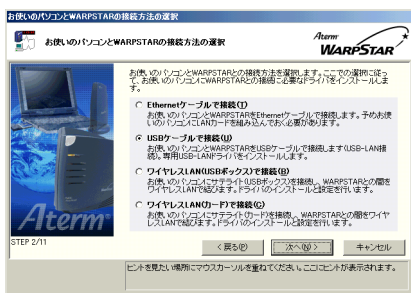 お使いのパソコンとWARPSTARの接続方法の選択
お使いのパソコンとWARPSTARの接続方法の選択
Aterm
WARPSTAR
お使いのパソコンとWARPSTARとの接続方法を選択します。ここでの選択に従っ
て、お使いのパソコンにWARPSTARとの接続に必要なドライバをインストールしま
す。
Ethernetケーブルで接続(T)
お使いのパソコンとWARPSTARをEthernetケーブルで接続します。予めお使
いのパソコンにLANカードを組み込んでおく必要があります。
USBケーブルで接続(U)
お使いのパソコンとWARPSTARをUSBケーブルで接続します(USB-LAN接
続)。専用USB-LANドライバをインストールします。
ワイヤレスLAN(USBボックス)で接続(B)
お使いのパソコンにサテライト(USBボックス)を接続し、WARPSTARとの間を
ワイヤレスLANで結びます。ドライバのインストールと設定を行います。
ワイヤレスLAN(カード)で接続(C)
お使いのパソコンにサテライト(カード)を接続し、WARPSTARとの間をワイヤ
レスLANで結びます。ドライバのインストールと設定を行います。
Aterm
STEP 2/11
< 戻る(P)
次へ(N) >
キャンセル
ヒントを見たい場所にマウスカーソルを重ねてください。ここにヒントが表示されます。